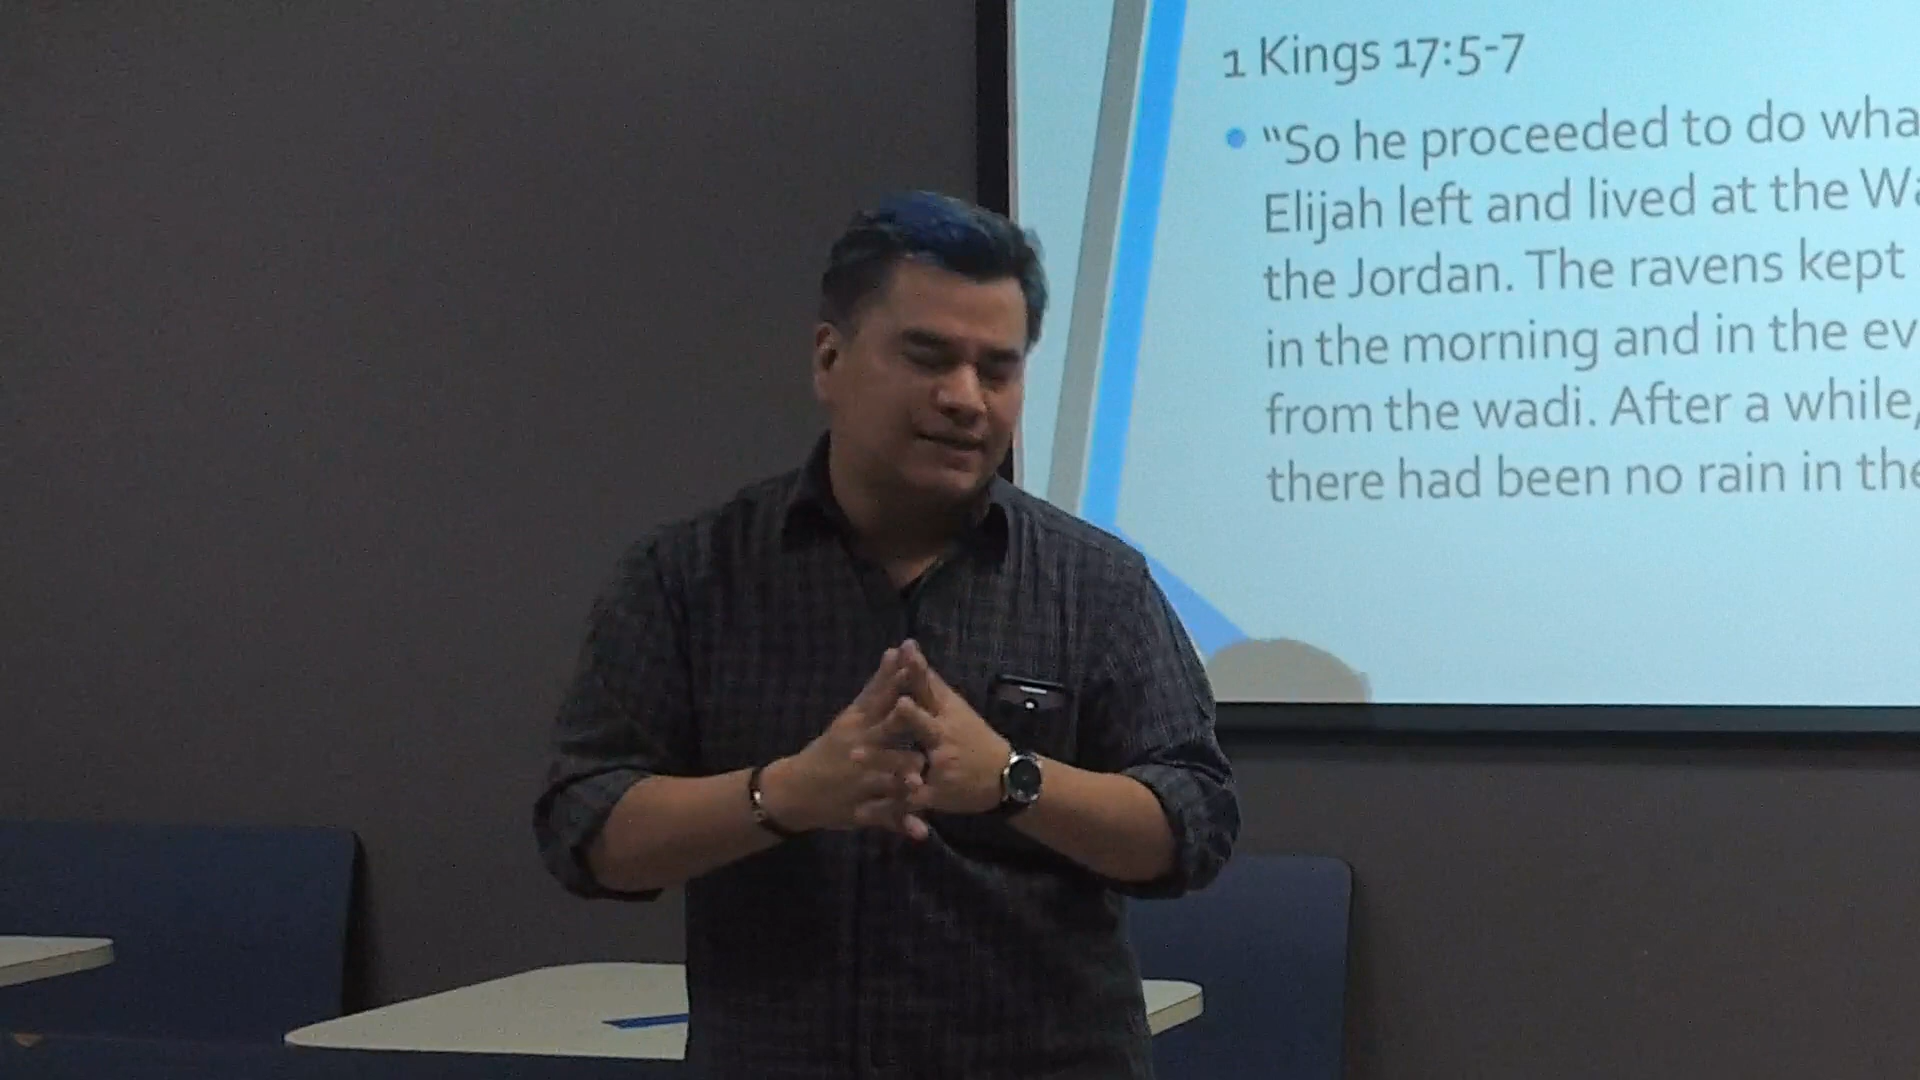 1 Kings 17:5-7
• "So he proceeded to do wha
Elijah left and lived at the Wa
the Jordan. The ravens kept
in the morning and in the ev
from the wadi. After a while,
there had been no rain in the